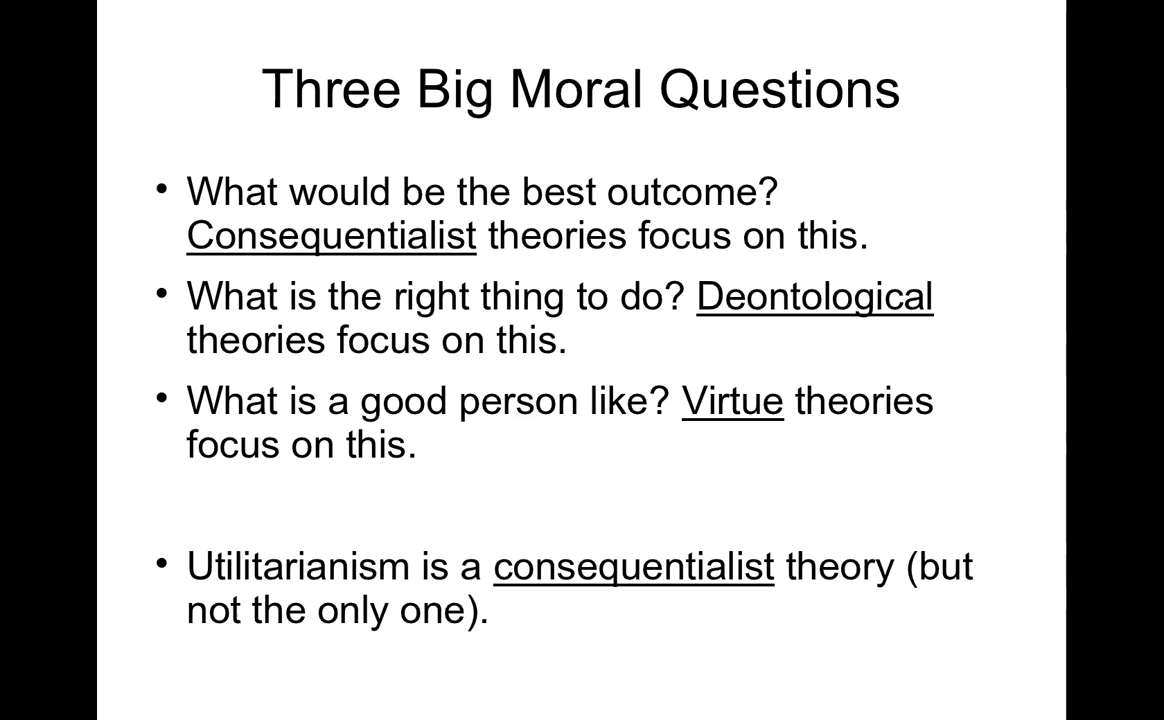 Three Big Moral Questions
• What would be the best outcome?
Consequentialist theories focus on this.
• What is the right thing to do? Deontological
theories focus on this.
• What is a good person like? Virtue theories
focus on this.
• Utilitarianism is a consequentialist theory (but
not the only one).